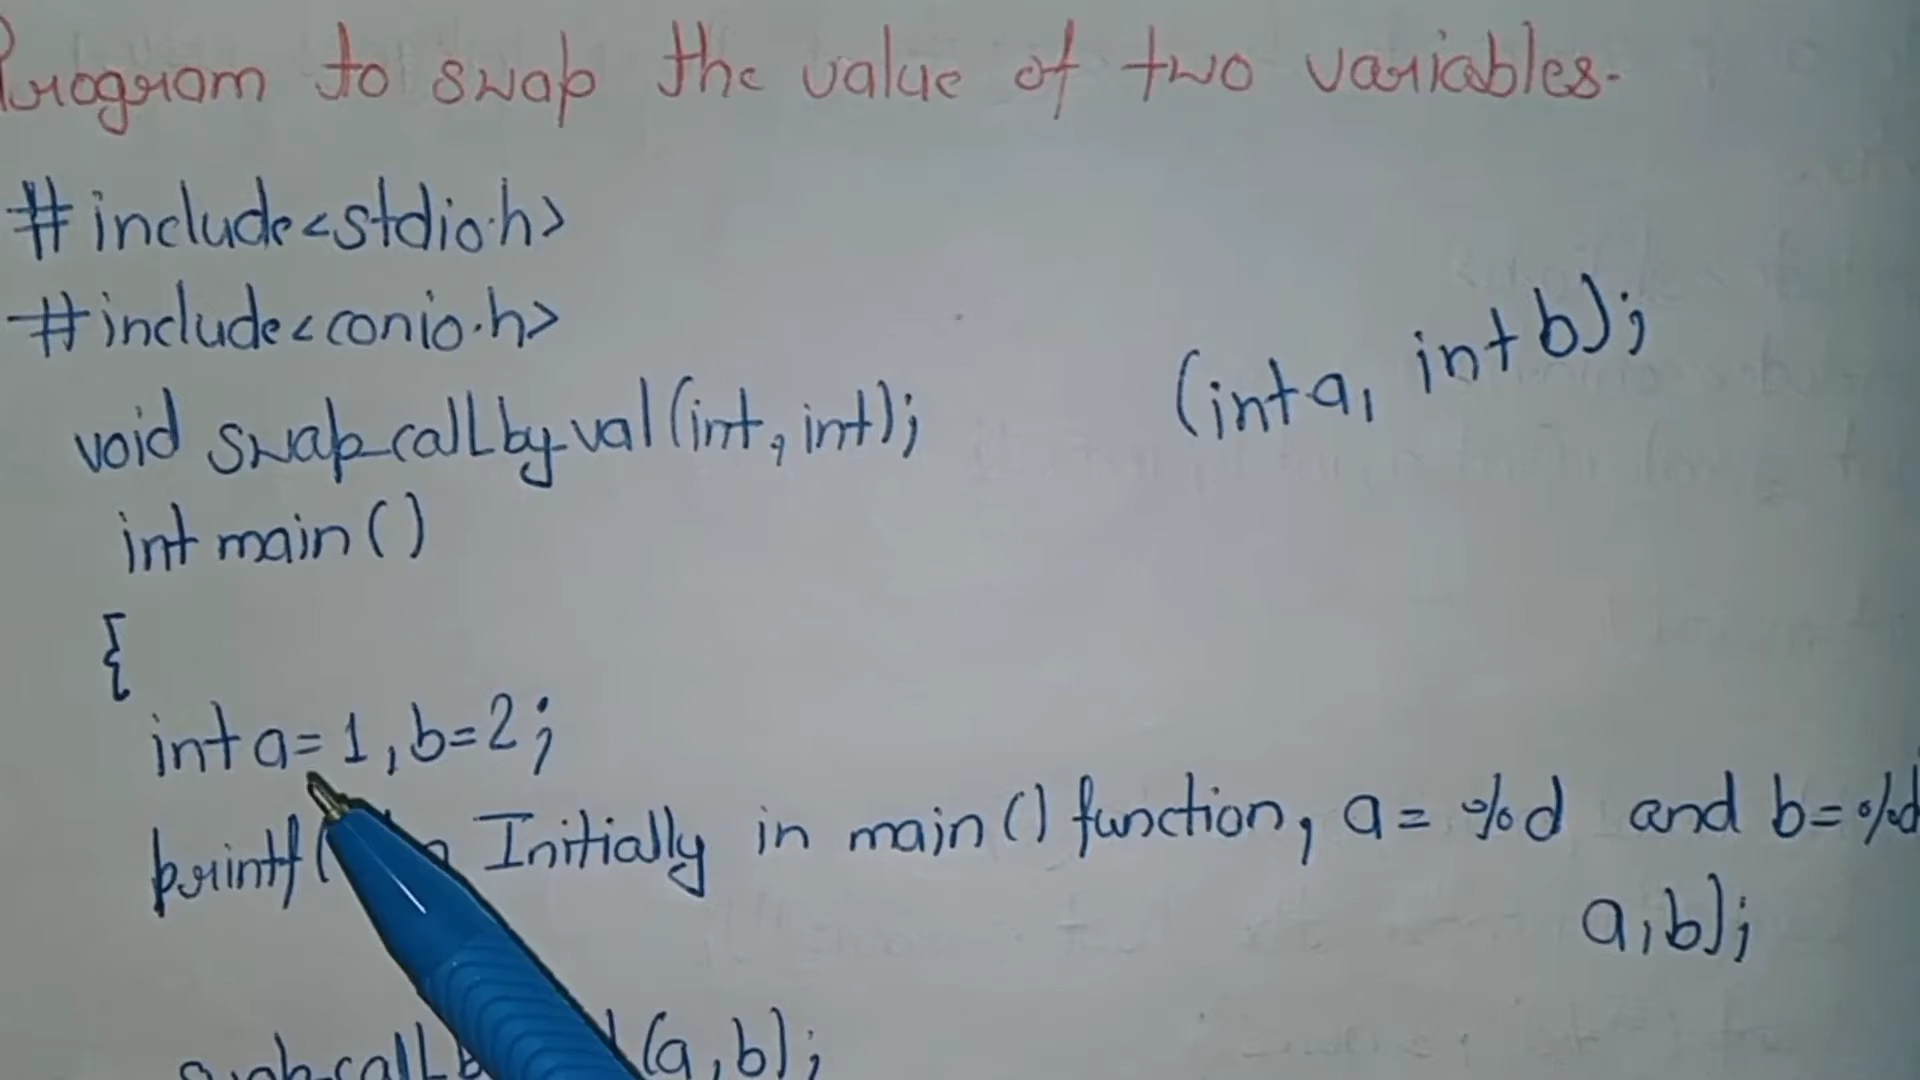 Program to swap the value of two variables.
#include<stdio.h>
#include<conio.h>
void swap_call_by_val(int, int);
(int a, int b);
int main()
{
int a=1, b=2;
printf( Initially in main() function, a= %d and b= %d
a,b);
(a,b);